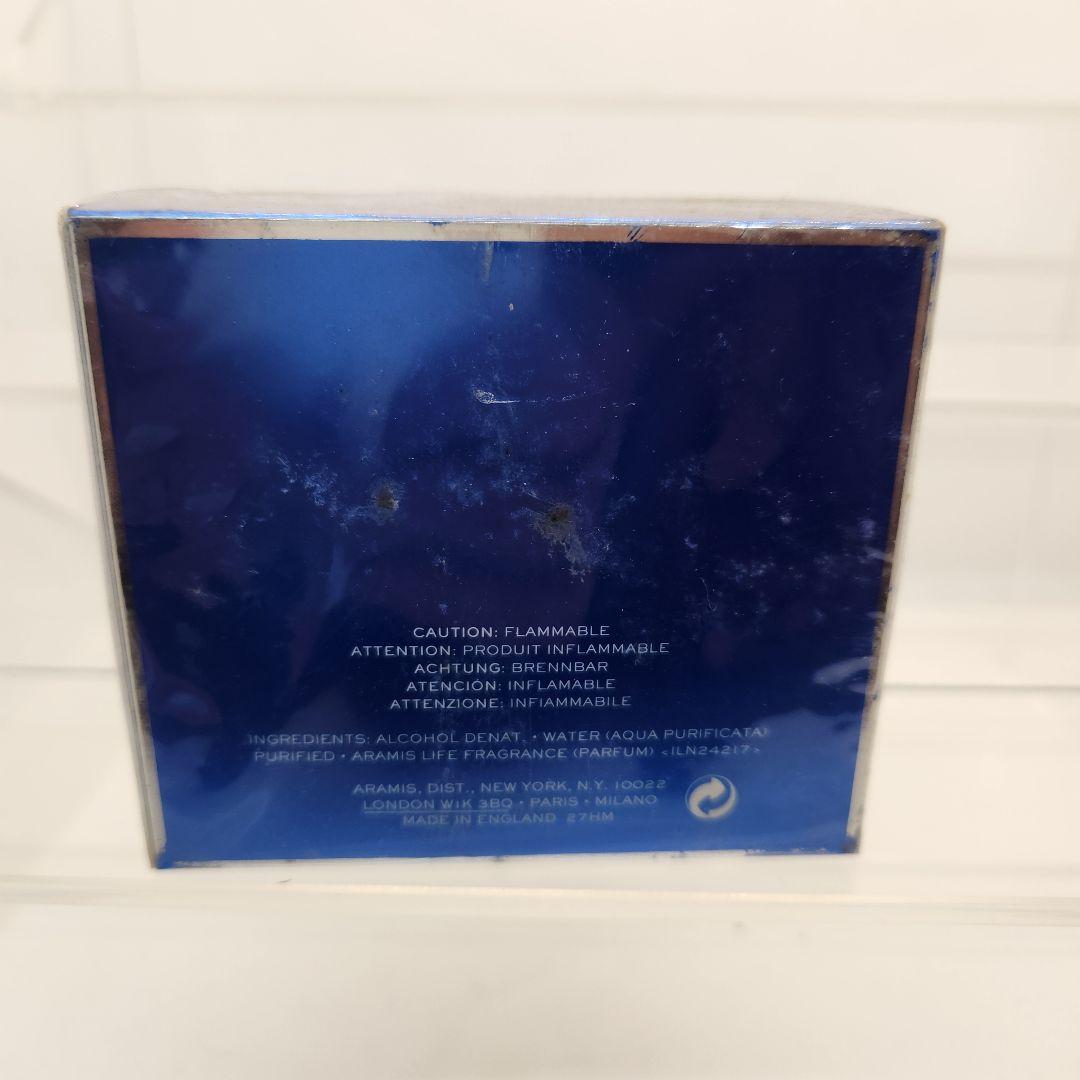 CAUTION: FLAMMABLE
ATTENTION: PRODUIT INFLAMMABLE
ACHTUNG: BRENNBAR
ATENCIÓN: INFLAMABLE
ATTENZIONE: INFIAMMABILE
INGREDIENTS: ALCOHOL DENAT. • WATER (AQUA PURIFICATA)
PURIFIED • ARAMIS LIFE FRAGRANCE (PARFUM) <ILN24217>
ARAMIS, DIST., NEW YORK, N.Y. 10022
LONDON W1K 3BQ • PARIS • MILANO
MADE IN ENGLAND 27HM